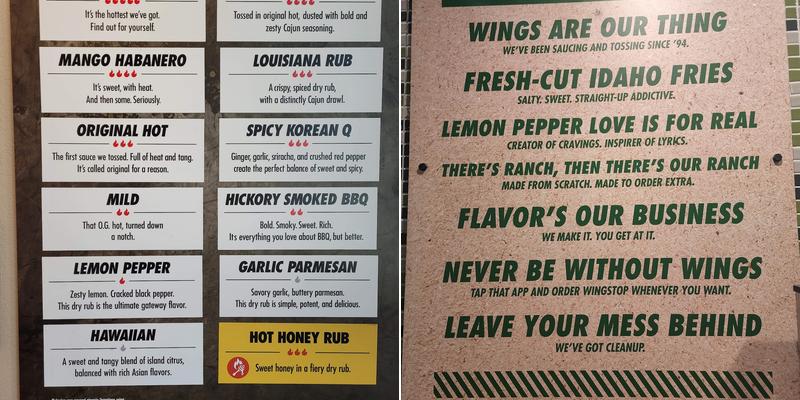 It's the hottest we've got.
Find out for yourself.
MANGO HABANERO
It's sweet, with heat.
And then some. Seriously.
ORIGINAL HOT
The first sauce we tossed. Full of heat and tang.
It's called original for a reason.
MILD
That O.G. hot, turned down
a notch.
LEMON PEPPER
Zesty lemon. Cracked black pepper.
This dry rub is the ultimate gateway flavor.
HAWAIIAN
A sweet and tangy blend of island citrus,
balanced with rich Asian flavors.
Tossed in original hot, dusted with bold and
zesty Cajun seasoning.
LOUISIANA RUB
A crispy, spiced dry rub,
with a distinctly Cajun drawl.
SPICY KOREAN Q
Ginger, garlic, sriracha, and crushed red pepper
create the perfect balance of sweet and spicy.
HICKORY SMOKED BBQ
Bold. Smoky. Sweet. Rich.
It's everything you love about BBQ, but better.
GARLIC PARMESAN
Savory garlic, buttery parmesan.
This dry rub is simple, potent, and delicious.
HOT HONEY RUB
Sweet honey in a fiery dry rub.
WINGS ARE OUR THING
WE'VE BEEN SAUCING AND TOSSING SINCE '94.
FRESH-CUT IDAHO FRIES
SALTY. SWEET. STRAIGHT-UP ADDICTIVE.
LEMON PEPPER LOVE IS FOR REAL
CREATOR OF CRAVINGS. INSPIRER OF LYRICS.
THERE'S RANCH, THEN THERE'S OUR RANCH
MADE FROM SCRATCH. MADE TO ORDER EXTRA.
FLAVOR'S OUR BUSINESS
WE MAKE IT. YOU GET AT IT.
NEVER BE WITHOUT WINGS
TAP THAT APP AND ORDER WINGSTOP WHENEVER YOU WANT.
LEAVE YOUR MESS BEHIND
WE'VE GOT CLEANUP.